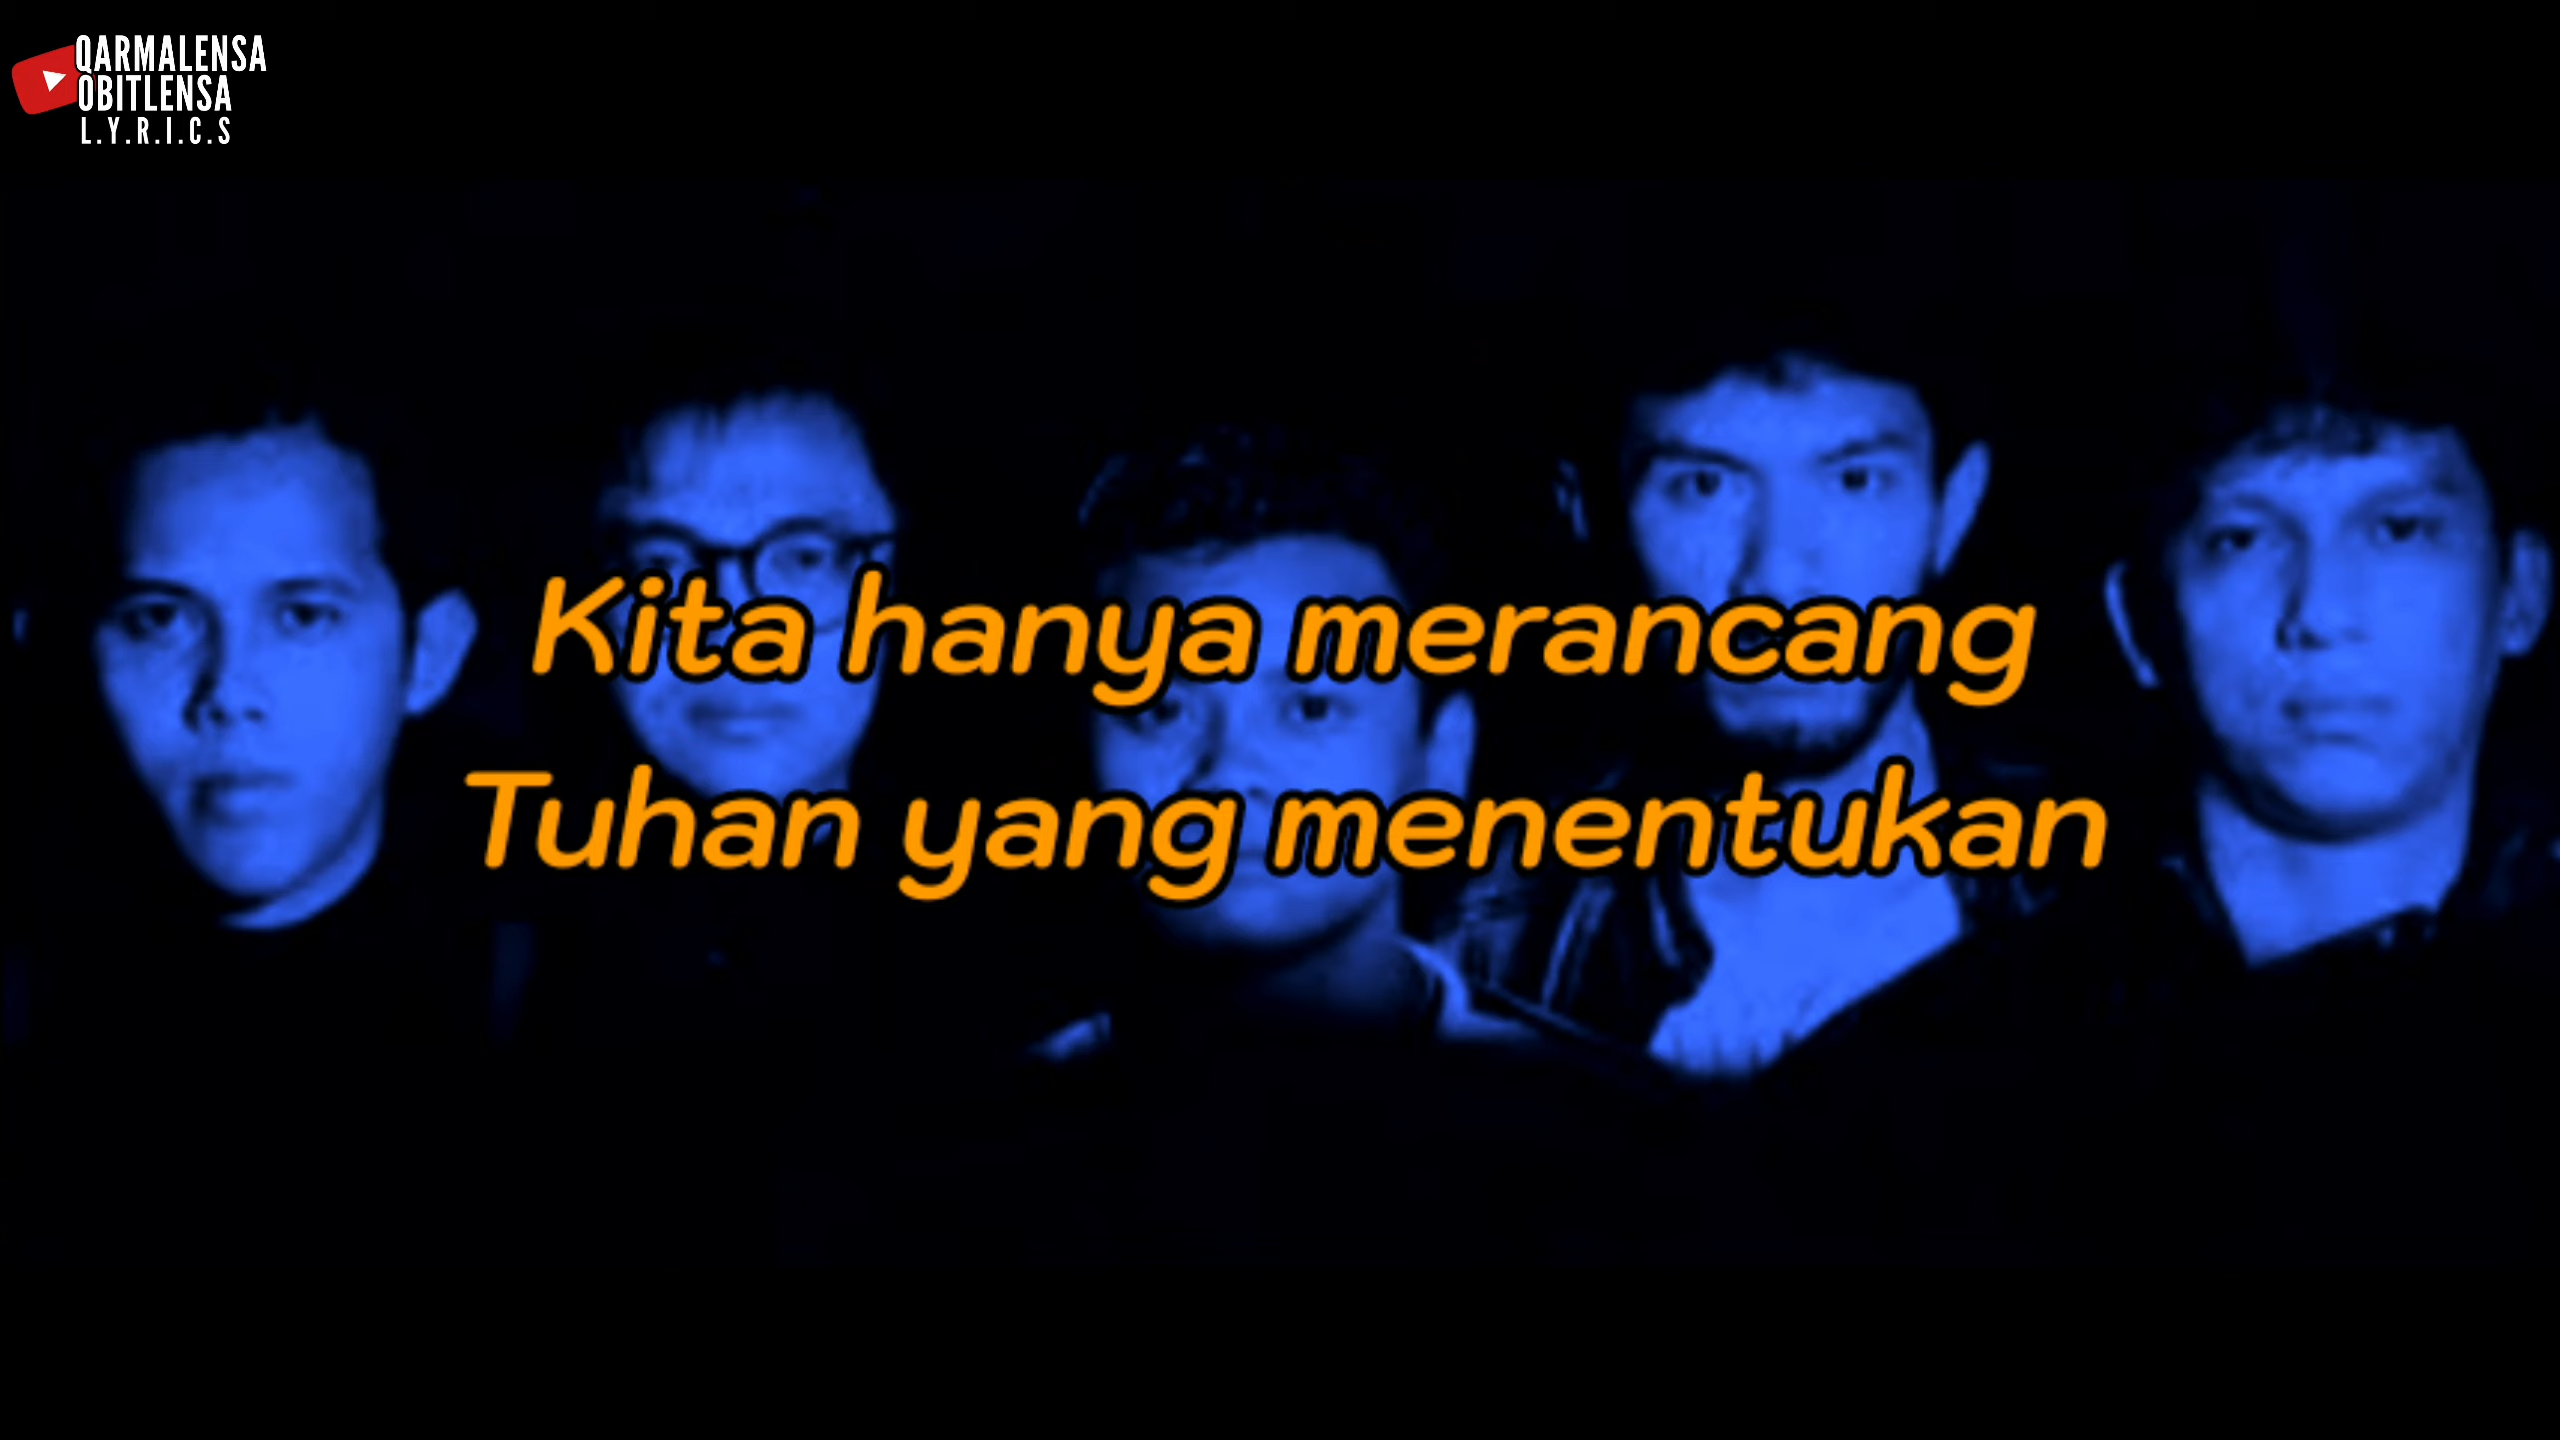 QARMALENSA
OBITLENSA
L.Y.R.I.C.S
Kita hanya merancang
Tuhan yang menentukan